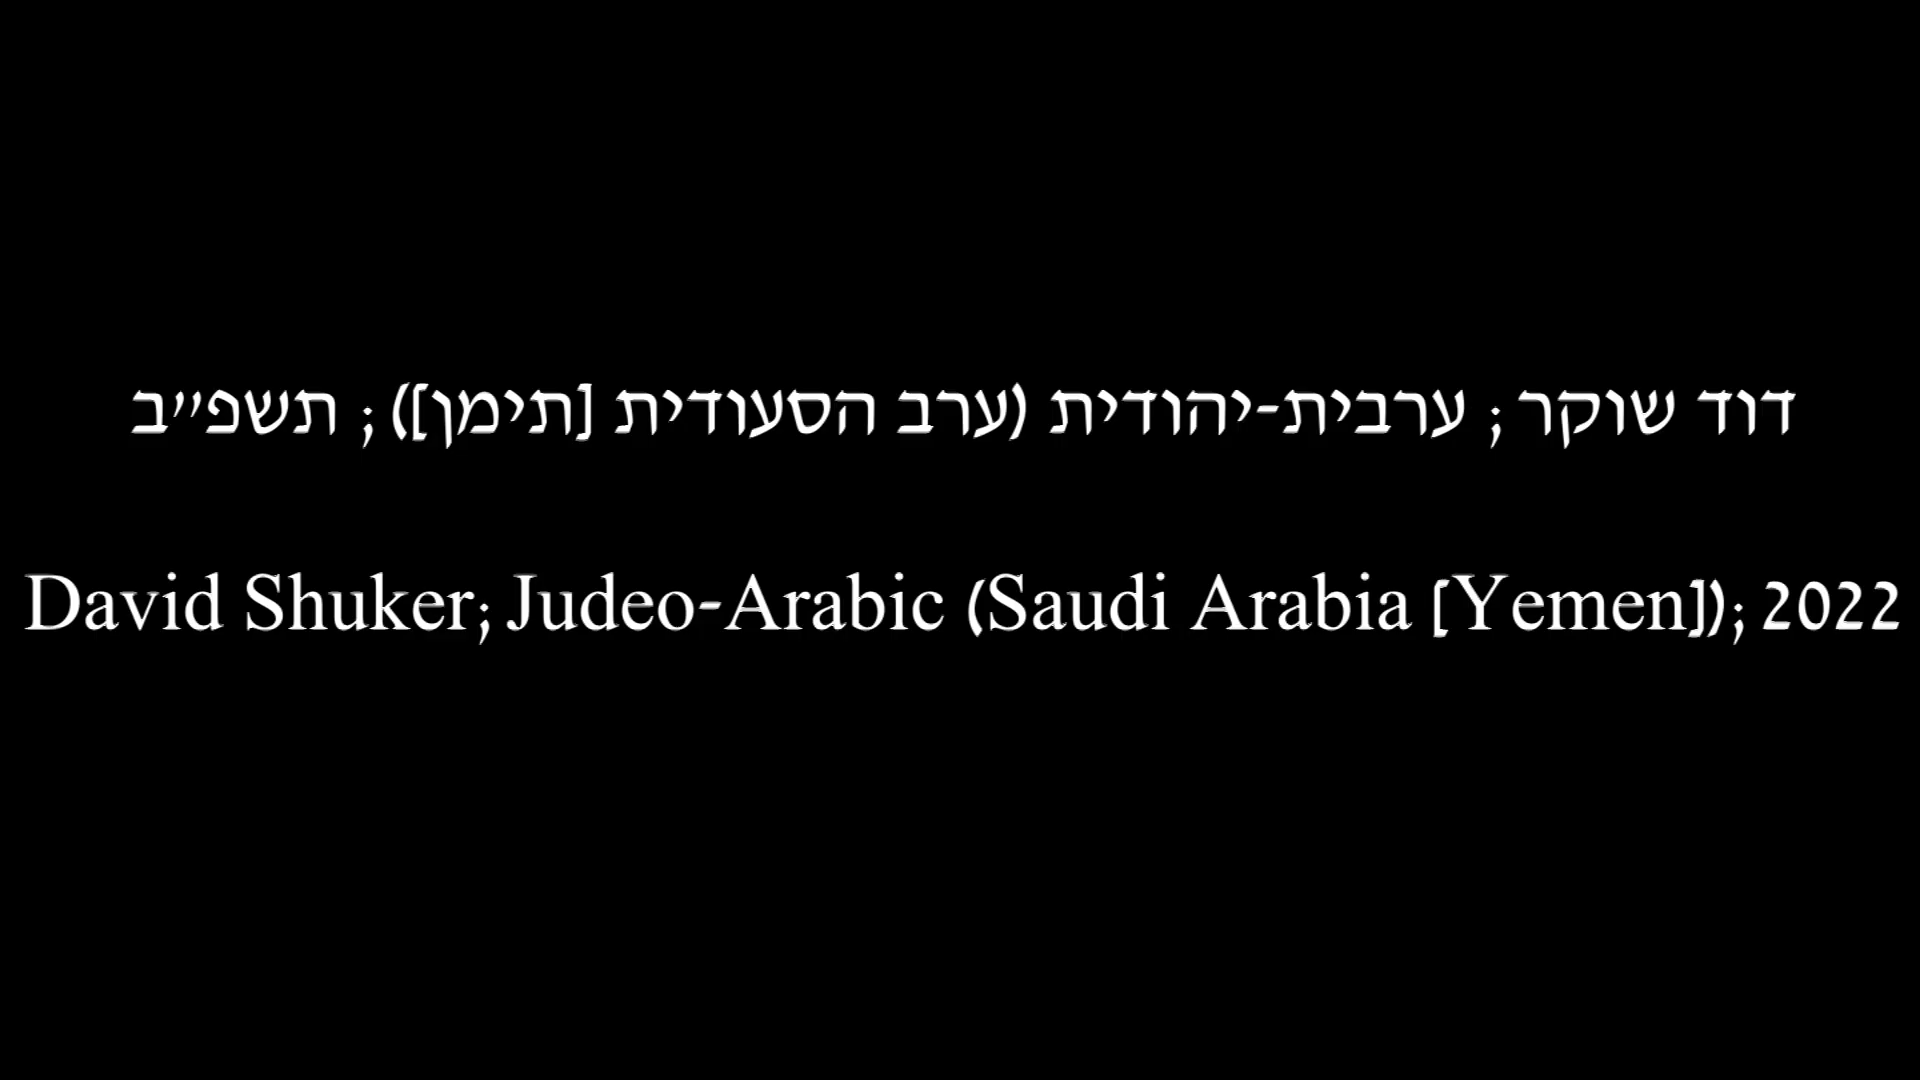 דוד שוקר; ערבית-יהודית (ערב הסעודית [תימן]); תשפ״ב
David Shuker; Judeo-Arabic (Saudi Arabia [Yemen]); 2022